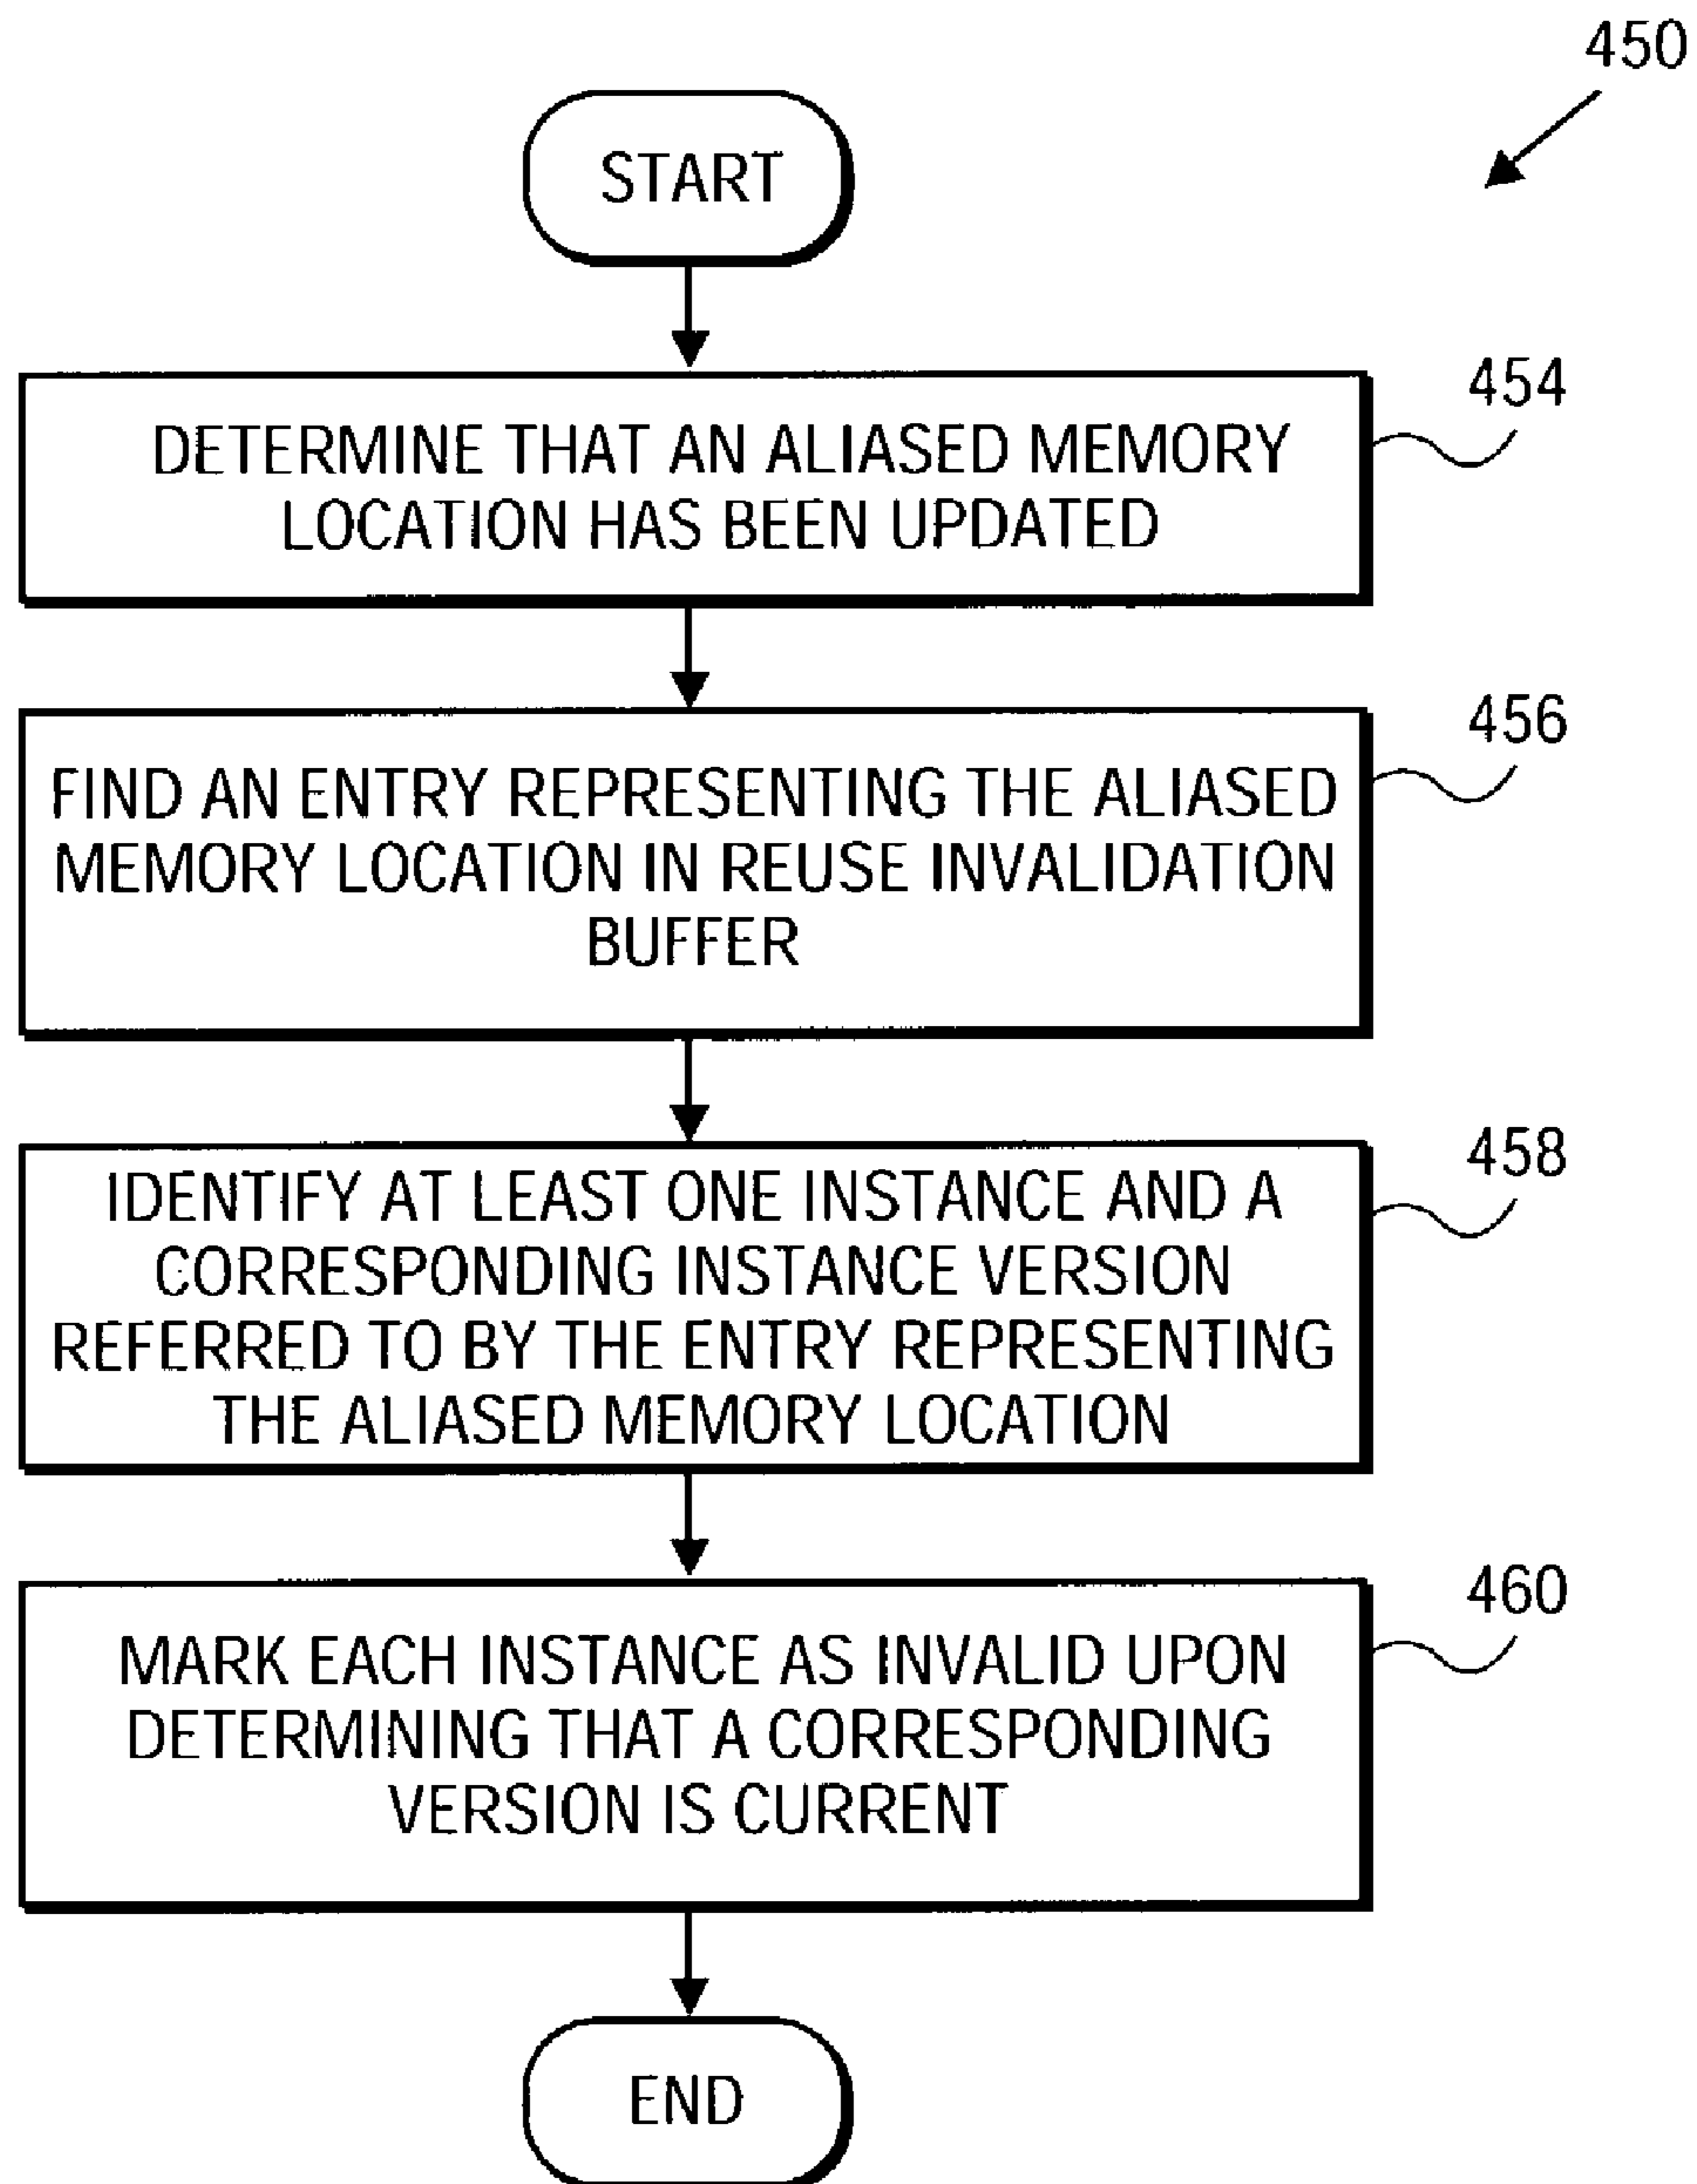 450
START
454
DETERMINE THAT AN ALIASED MEMORY
LOCATION HAS BEEN UPDATED
456
FIND AN ENTRY REPRESENTING THE ALIASED
MEMORY LOCATION IN REUSE INVALIDATION
BUFFER
458
IDENTIFY AT LEAST ONE INSTANCE AND A
CORRESPONDING INSTANCE VERSION
REFERRED TO BY THE ENTRY REPRESENTING
THE ALIASED MEMORY LOCATION
460
MARK EACH INSTANCE AS INVALID UPON
DETERMINING THAT A CORRESPONDING
VERSION IS CURRENT
END